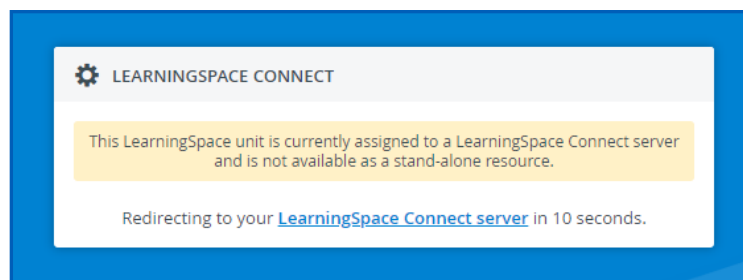 LEARNINGSPACE CONNECT
This LearningSpace unit is currently assigned to a LearningSpace Connect server
and is not available as a stand-alone resource.
Redirecting to your LearningSpace Connect server in 10 seconds.